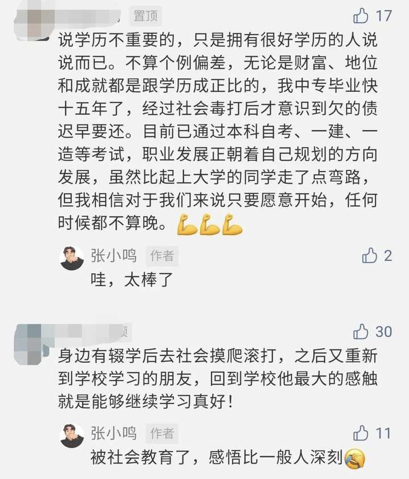 置顶
17
说学历不重要的，只是拥有很好学历的人说
说而已。不算个例偏差，无论是财富、地位
和成就都是跟学历成正比的，我中专毕业快
十五年了，经过社会毒打后才意识到欠的债
迟早要还。目前已通过本科自考、一建、一
造等考试，职业发展正朝着自己规划的方向
发展，虽然比起上大学的同学走了点弯路，
但我相信对于我们来说只要愿意开始，任何
时候都不算晚。💪💪💪
张小鸣 作者 2
哇，太棒了
30
身边有辍学后去社会摸爬滚打，之后又重新
到学校学习的朋友，回到学校他最大的感触
就是能够继续学习真好！
张小鸣 作者 11
被社会教育了，感悟比一般人深刻